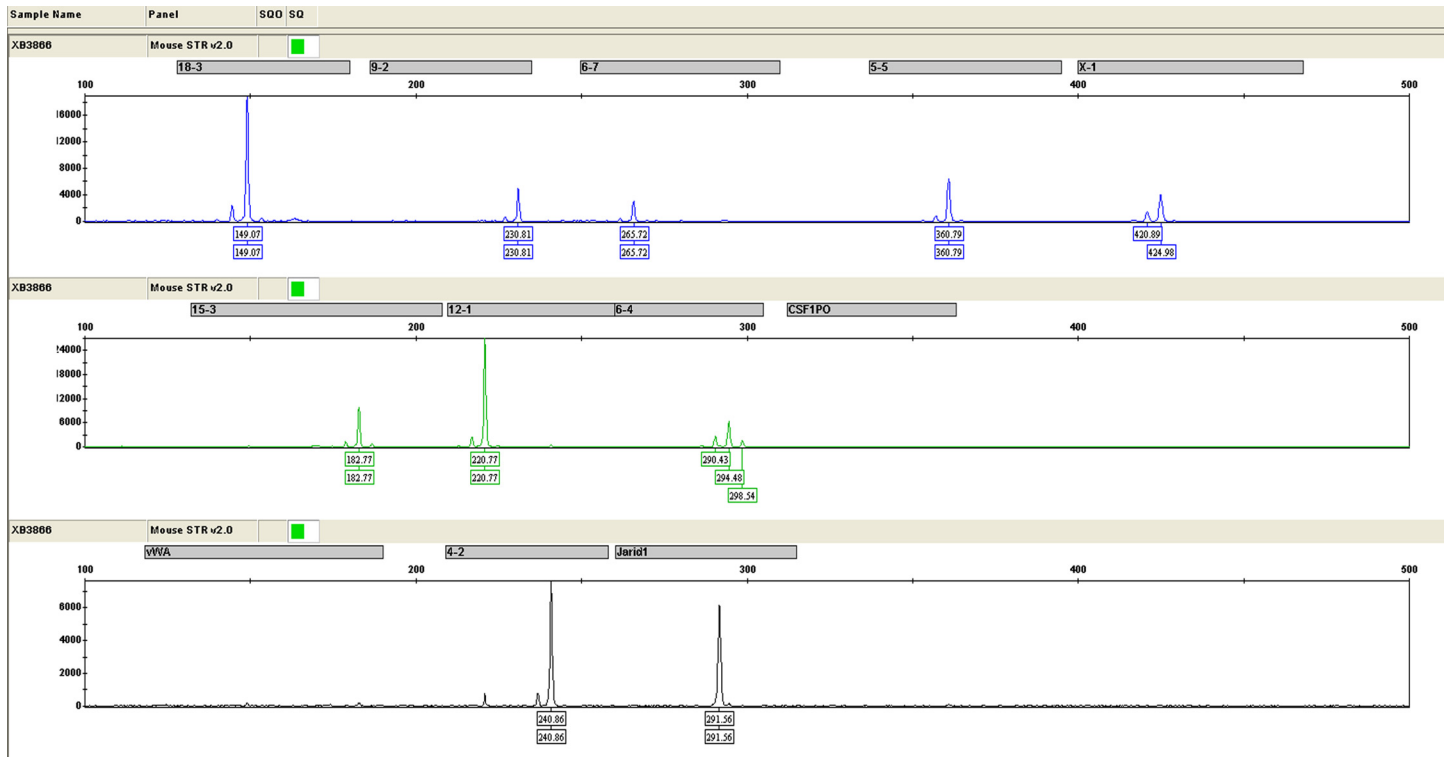 Sample Name Panel SQO SQ
XB3866 Mouse STR v2.0
18-3 9-2 6-7 5-5 X-1
100 200 300 400 500
16000
12000
8000
4000
0
149.07 230.81 265.72 360.79 420.89
149.07 230.81 265.72 360.79 424.98
XB3866 Mouse STR v2.0
15-3 12-1 6-4 CSF1PO
100 200 300 400 500
24000
18000
12000
6000
0
182.77 220.77 290.43
182.77 220.77 294.48
298.54
XB3866 Mouse STR v2.0
vWA 4-2 Jarid1
100 200 300 400 500
6000
4000
2000
0
240.86 291.56
240.86 291.56